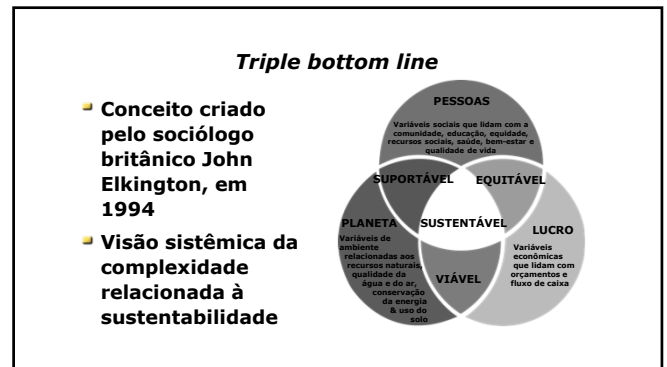 Triple bottom line
Conceito criado
pelo sociólogo
britânico John
Elkington, em
1994
Visão sistêmica da
complexidade
relacionada à
sustentabilidade
PESSOAS
Variáveis sociais que lidam com a
comunidade, educação, equidade,
recursos sociais, saúde, bem-estar e
qualidade de vida
SUPORTÁVEL
EQUITÁVEL
PLANETA
Variáveis de
ambiente
relacionadas aos
recursos naturais,
qualidade da
água e do ar,
conservação
da energia
& uso do
solo
SUSTENTÁVEL
LUCRO
Variáveis
econômicas
que lidam com
orçamentos e
fluxo de caixa
VIÁVEL